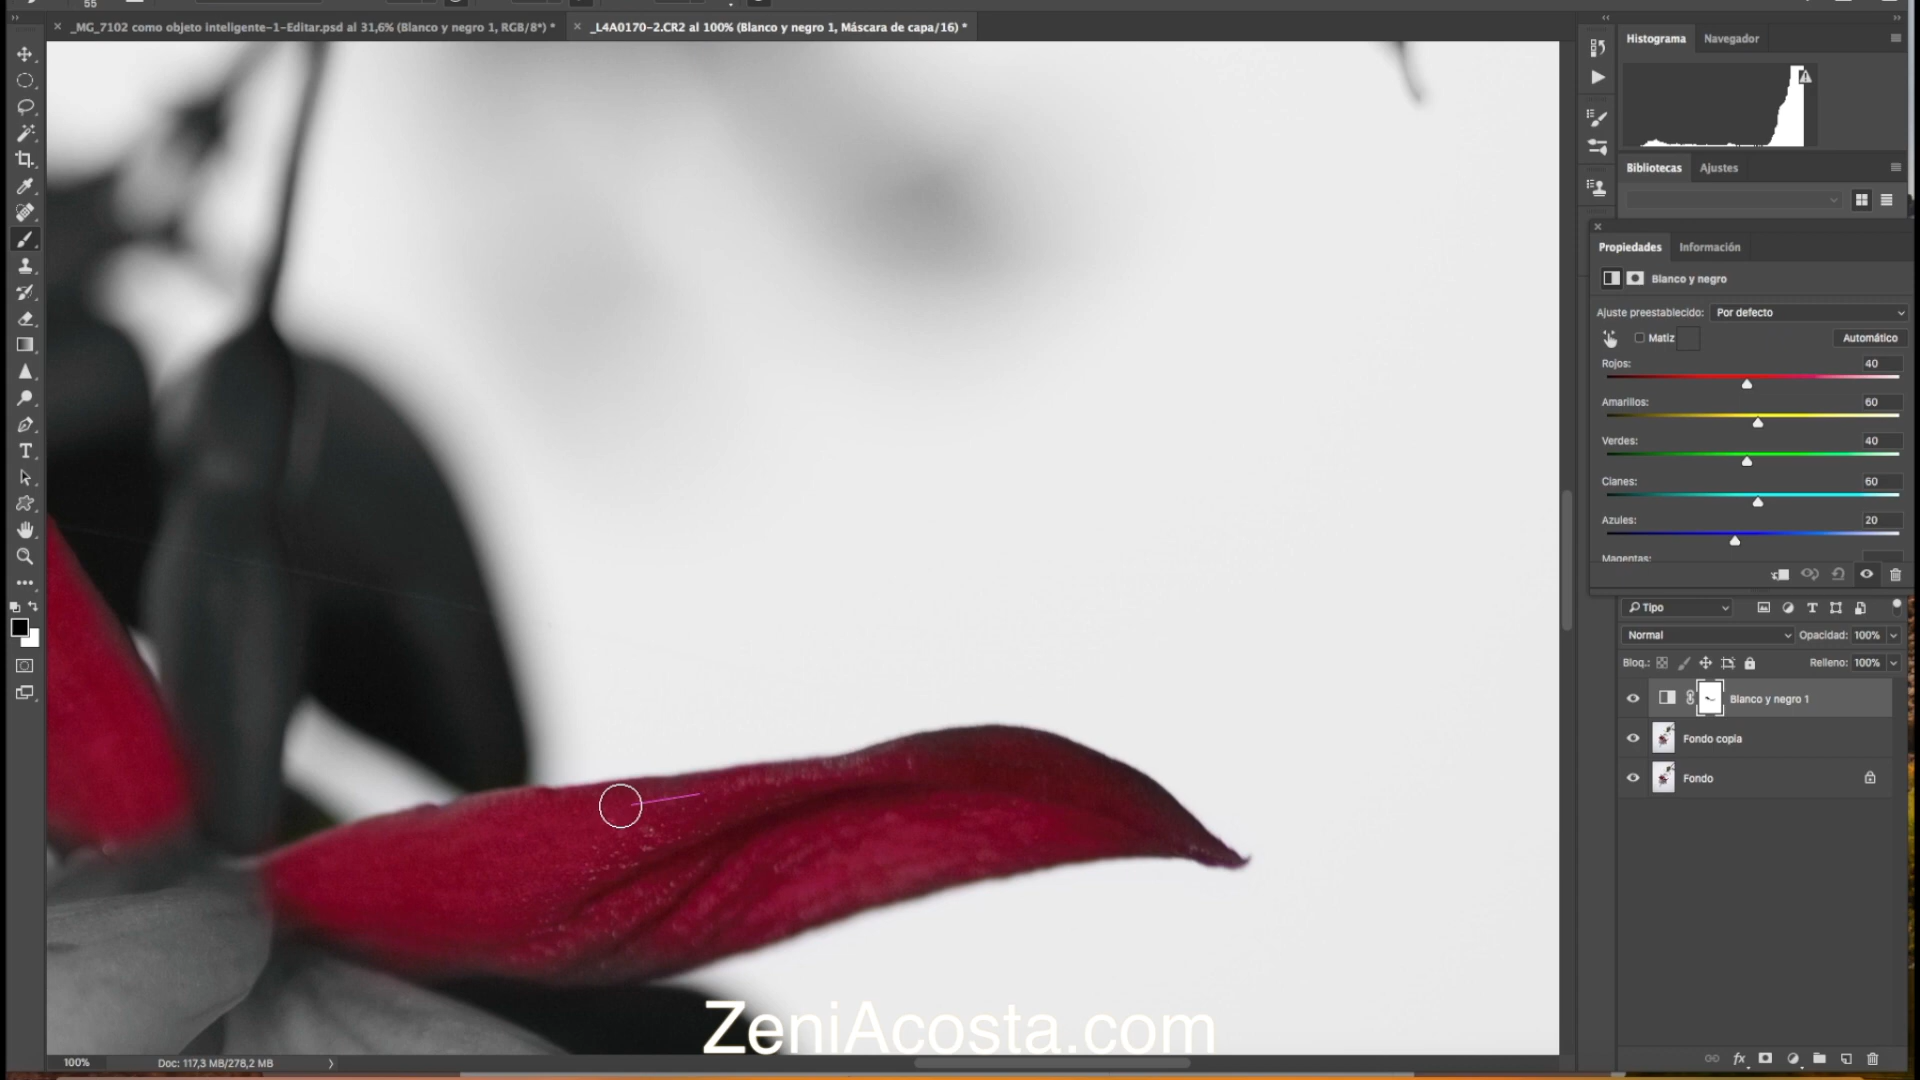 55
_MG_7102 como objeto inteligente-1-Editar.psd al 31,6% (Blanco y negro 1, RGB/8*) *
_L4A0170-2.CR2 al 100% (Blanco y negro 1, Máscara de capa/16) *
Histograma
Navegador
Bibliotecas
Ajustes
Propiedades
Información
Blanco y negro
Ajuste preestablecido: Por defecto
Matiz
Automático
Rojos: 40
Amarillos: 60
Verdes: 40
Cianes: 60
Azules: 20
Magentas:
Tipo
Normal
Opacidad: 100%
Bloq.:
Relleno: 100%
Blanco y negro 1
Fondo copia
Fondo
fx
ZeniAcosta.com
100%
Doc: 117,3 MB/278,2 MB